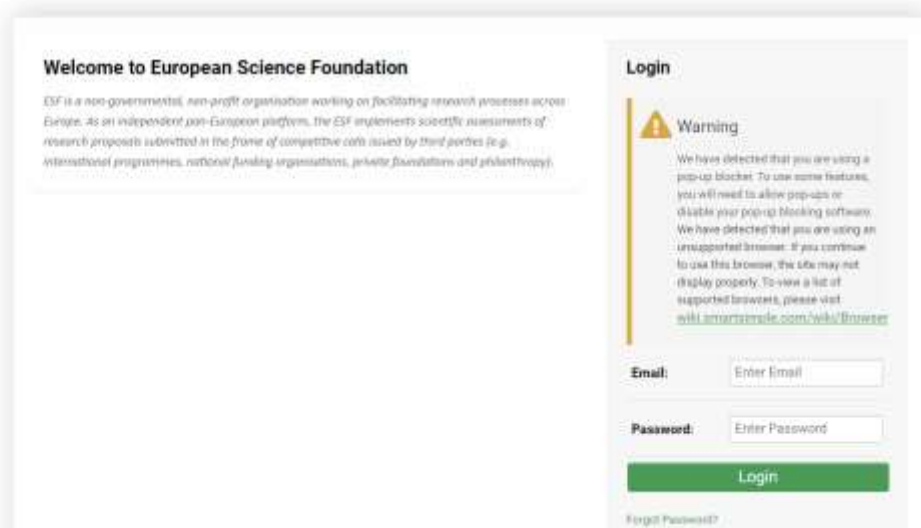 Welcome to European Science Foundation
ESF is a non-governmental, non-profit organisation working on facilitating research processes across
Europe. As an independent pan-European platform, the ESF implements scientific assessments of
research proposals submitted in the frame of competitive calls issued by third parties (e.g.
international programmes, national funding organisations, private foundations and philanthropy).
Login
Warning
We have detected that you are using a
pop-up blocker. To use some features,
you will need to allow pop-ups or
disable your pop-up blocking software.
We have detected that you are using an
unsupported browser. If you continue
to use this browser, the site may not
display properly. To view a list of
supported browsers, please visit
wiki.smartsimple.com/wiki/Browser
Email:
Enter Email
Password:
Enter Password
Login
Forgot Password?